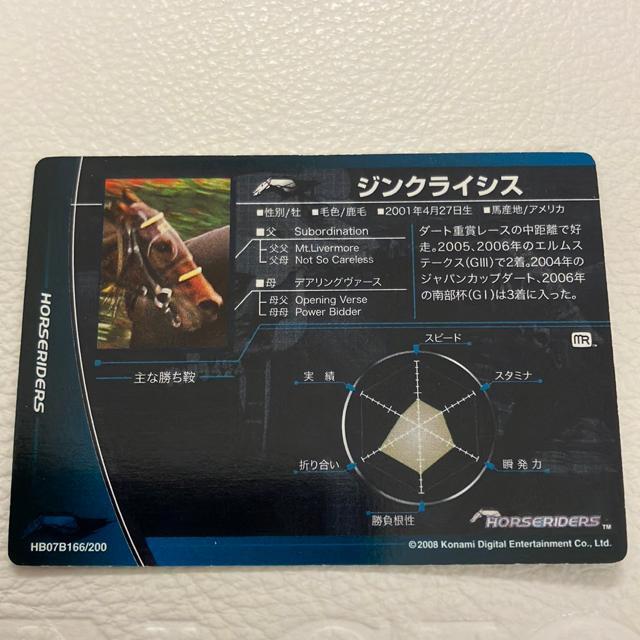 ジンクライシス
■性別/牡 ■毛色/鹿毛 ■2001年4月27日生 ■馬産地/アメリカ
■父 Subordination
父父 Mt.Livermore
父母 Not So Careless
■母 デアリングヴァース
母父 Opening Verse
母母 Power Bidder
ダート重賞レースの中距離で好
走。2005、2006年のエルムス
テークス(GIII)で2着。2004年の
ジャパンカップダート、2006年
の南部杯(GI)は3着に入った。
主な勝ち鞍
MR
スピード
スタミナ
瞬発力
勝負根性
折り合い
実績
HORSERIDERS
HORSERIDERS™
HB07B166/200
©2008 Konami Digital Entertainment Co., Ltd.